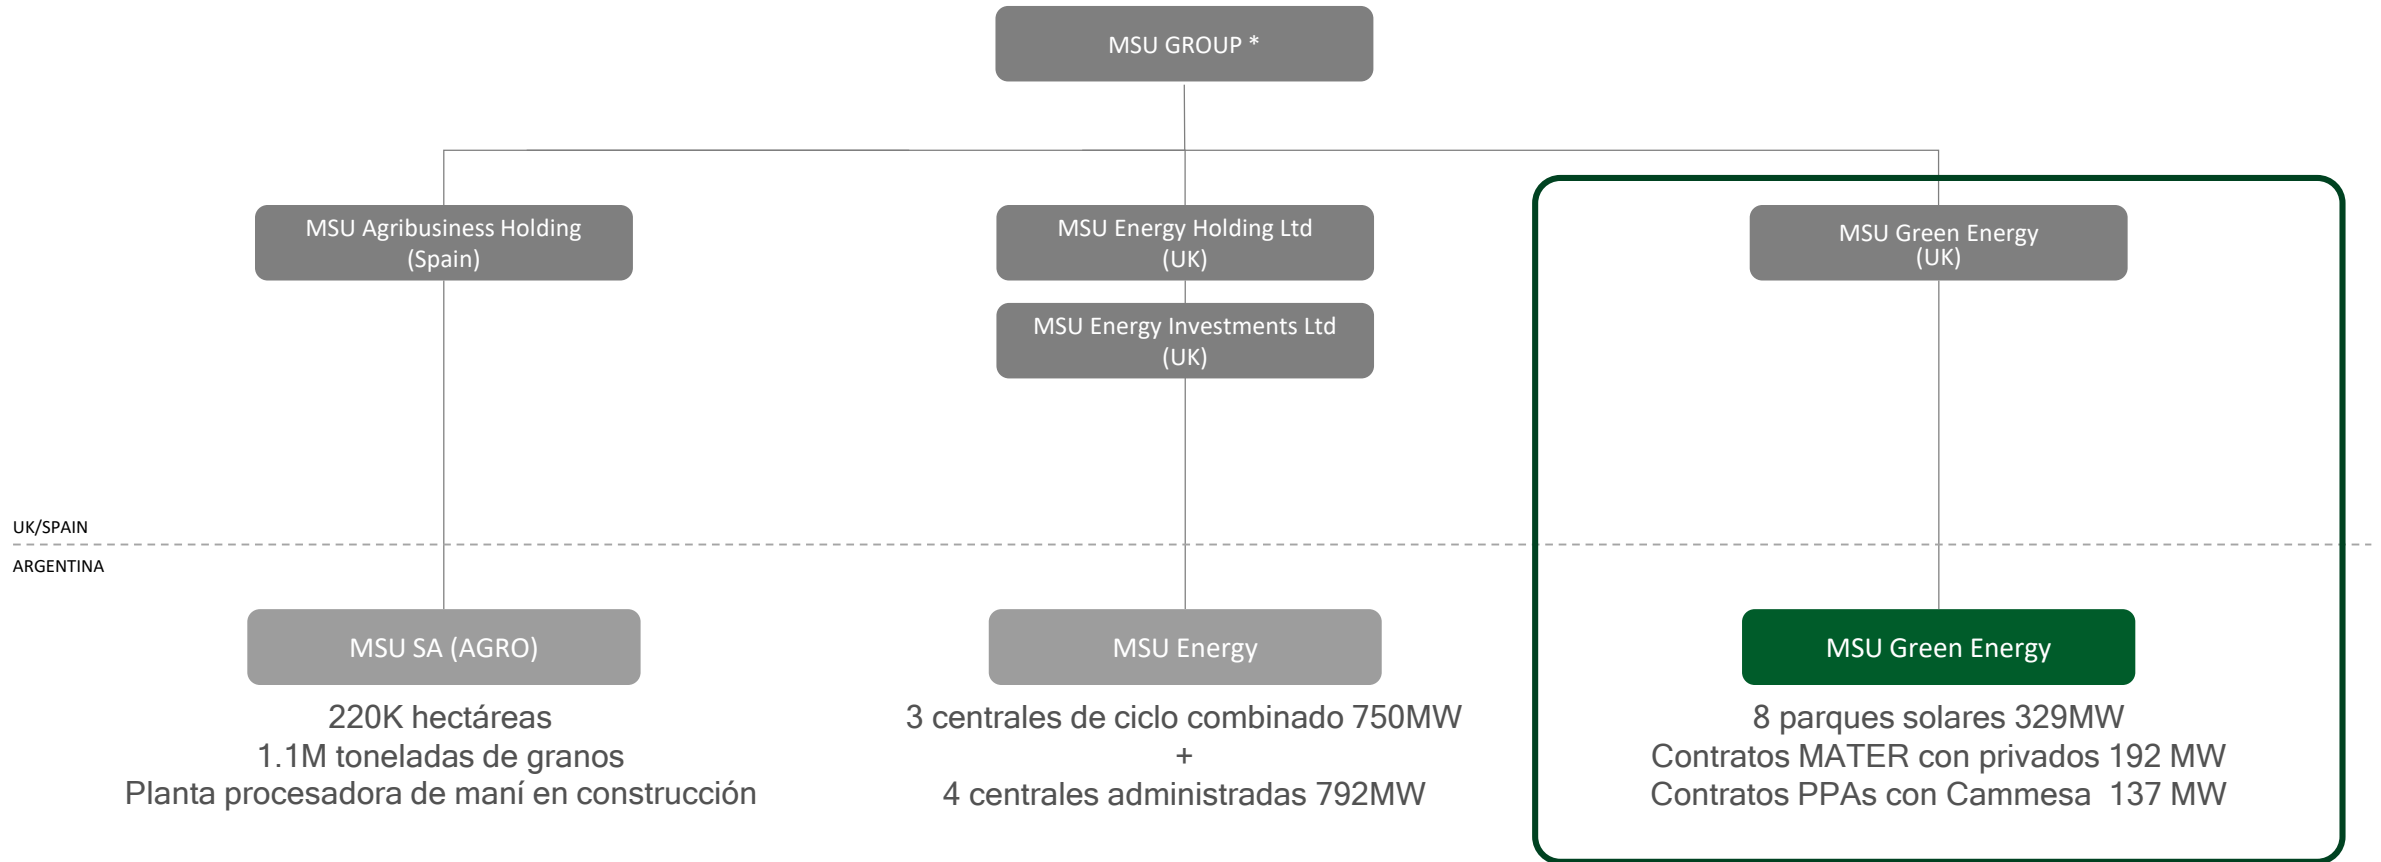 MSU GROUP *
MSU Agribusiness Holding
(Spain)
MSU Energy Holding Ltd
(UK)
MSU Green Energy
(UK)
MSU Energy Investments Ltd
(UK)
UK/SPAIN
ARGENTINA
MSU SA (AGRO)
220K hectáreas
1.1M toneladas de granos
Planta procesadora de maní en construcción
MSU Energy
3 centrales de ciclo combinado 750MW
+
4 centrales administradas 792MW
MSU Green Energy
8 parques solares 329MW
Contratos MATER con privados 192 MW
Contratos PPAs con Cammesa 137 MW